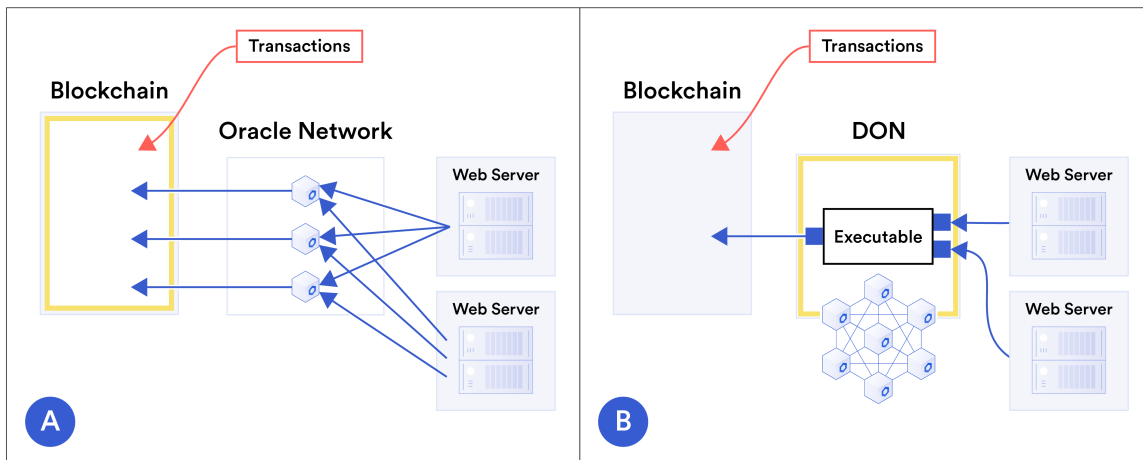 Transactions
Blockchain
Oracle Network
Web Server
Web Server
A
Transactions
Blockchain
DON
Web Server
Executable
Web Server
B